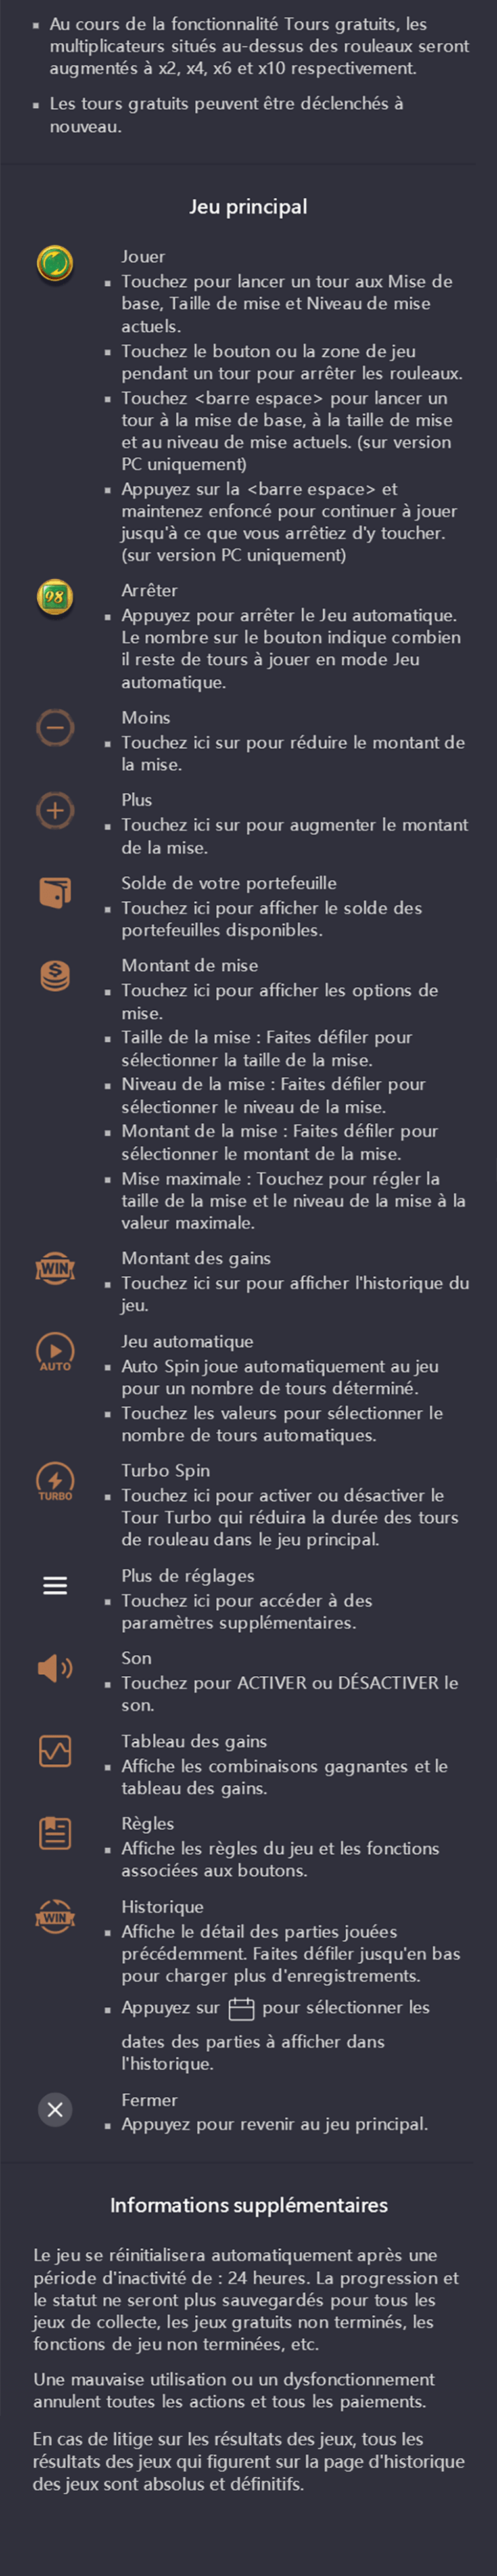 Au cours de la fonctionnalité Tours gratuits, les
multiplicateurs situés au-dessus des rouleaux seront
augmentés à x2, x4, x6 et x10 respectivement.
Les tours gratuits peuvent être déclenchés à
nouveau.
Jeu principal
Jouer
Touchez pour lancer un tour aux Mise de
base, Taille de mise et Niveau de mise
actuels.
Touchez le bouton ou la zone de jeu
pendant un tour pour arrêter les rouleaux.
Touchez <barre espace> pour lancer un
tour à la mise de base, à la taille de mise
et au niveau de mise actuels. (sur version
PC uniquement)
Appuyez sur la <barre espace> et
maintenez enfoncé pour continuer à jouer
jusqu'à ce que vous arrêtiez d'y toucher.
(sur version PC uniquement)
98
Arrêter
Appuyez pour arrêter le Jeu automatique.
Le nombre sur le bouton indique combien
il reste de tours à jouer en mode Jeu
automatique.
Moins
Touchez ici sur pour réduire le montant de
la mise.
Plus
Touchez ici sur pour augmenter le montant
de la mise.
Solde de votre portefeuille
Touchez ici pour afficher le solde des
portefeuilles disponibles.
Montant de mise
Touchez ici pour afficher les options de
mise.
Taille de la mise : Faites défiler pour
sélectionner la taille de la mise.
Niveau de la mise : Faites défiler pour
sélectionner le niveau de la mise.
Montant de la mise : Faites défiler pour
sélectionner le montant de la mise.
Mise maximale : Touchez pour régler la
taille de la mise et le niveau de la mise à la
valeur maximale.
WIN
Montant des gains
Touchez ici sur pour afficher l'historique du
jeu.
AUTO
Jeu automatique
Auto Spin joue automatiquement au jeu
pour un nombre de tours déterminé.
Touchez les valeurs pour sélectionner le
nombre de tours automatiques.
TURBO
Turbo Spin
Touchez ici pour activer ou désactiver le
Tour Turbo qui réduira la durée des tours
de rouleau dans le jeu principal.
Plus de réglages
Touchez ici pour accéder à des
paramètres supplémentaires.
Son
Touchez pour ACTIVER ou DÉSACTIVER le
son.
Tableau des gains
Affiche les combinaisons gagnantes et le
tableau des gains.
Règles
Affiche les règles du jeu et les fonctions
associées aux boutons.
WIN
Historique
Affiche le détail des parties jouées
précédemment. Faites défiler jusqu'en bas
pour charger plus d'enregistrements.
Appuyez sur pour sélectionner les
dates des parties à afficher dans
l'historique.
Fermer
Appuyez pour revenir au jeu principal.
Informations supplémentaires
Le jeu se réinitialisera automatiquement après une
période d'inactivité de : 24 heures. La progression et
le statut ne seront plus sauvegardés pour tous les
jeux de collecte, les jeux gratuits non terminés, les
fonctions de jeu non terminées, etc.
Une mauvaise utilisation ou un dysfonctionnement
annulent toutes les actions et tous les paiements.
En cas de litige sur les résultats des jeux, tous les
résultats des jeux qui figurent sur la page d'historique
des jeux sont absolus et définitifs.